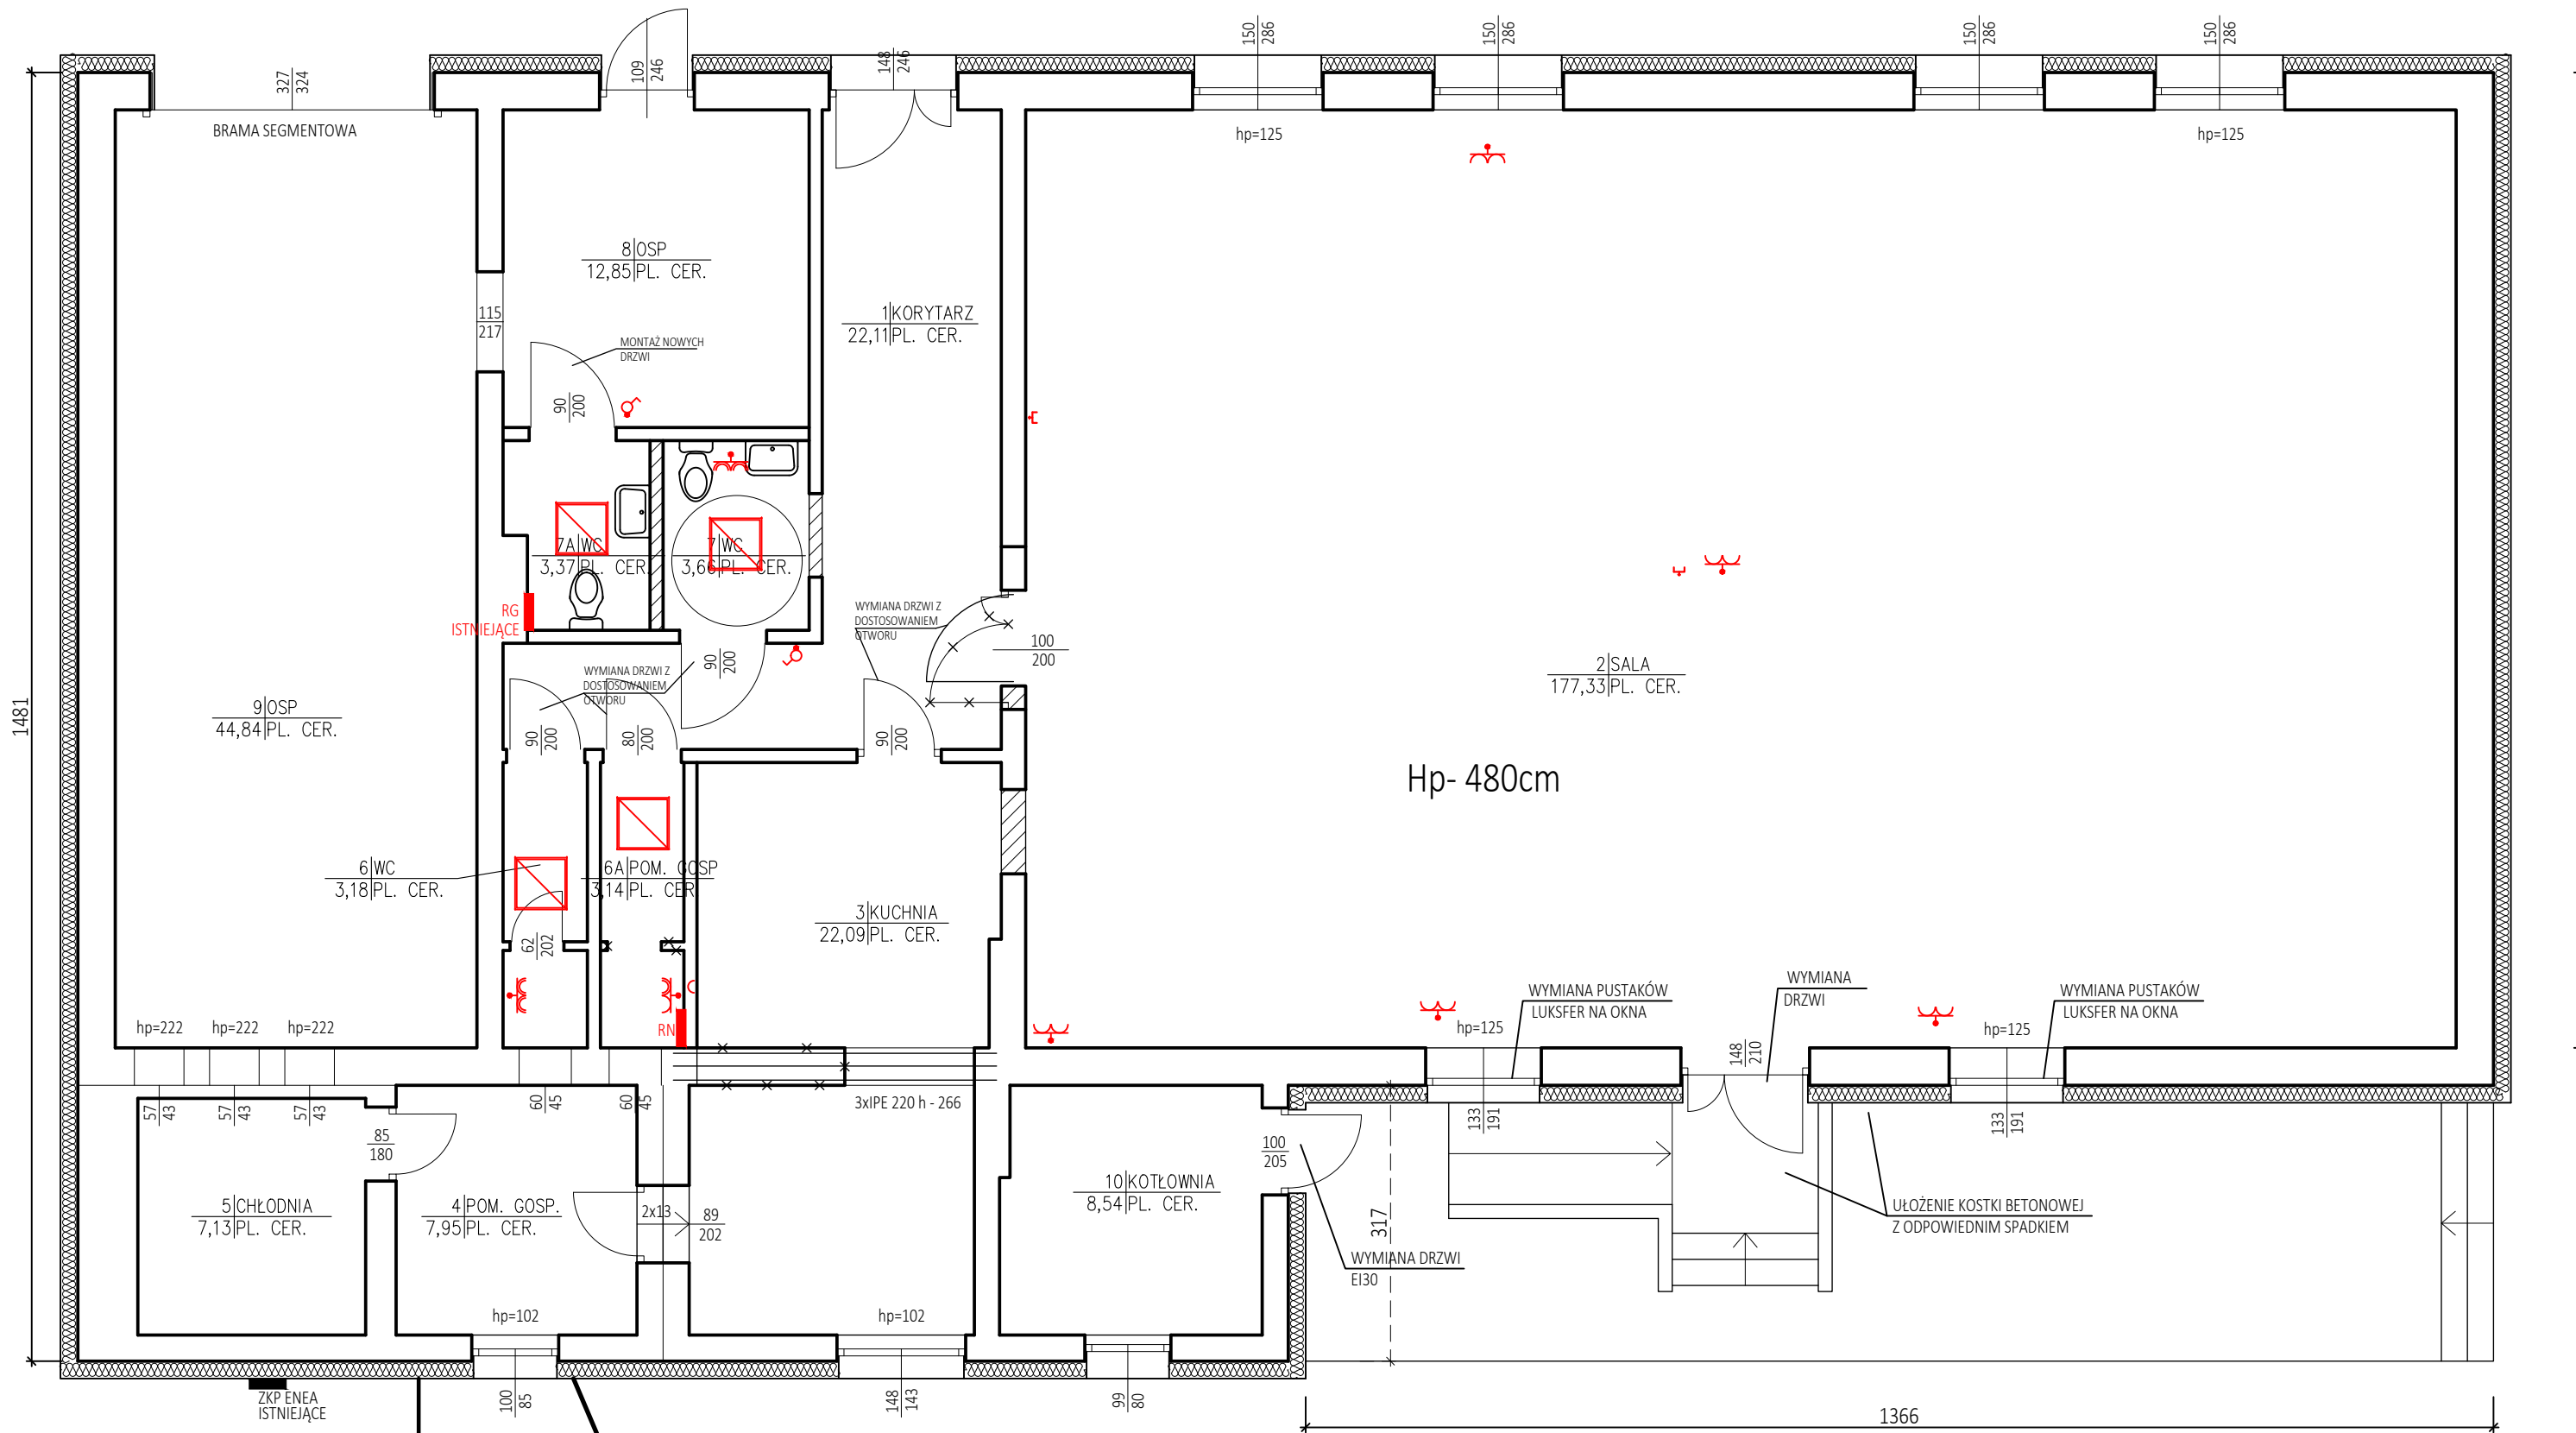 150
286
150
286
150
286
150
286
109
246
148
246
327
324
BRAMA SEGMENTOWA
hp=125
hp=125
8 OSP
12,85 PL. CER.
1 KORYTARZ
22,11 PL. CER.
115
217
MONTAŻ NOWYCH
DRZWI
90
200
7A WC
3,37 PL. CER.
7 WC
3,66 PL. CER.
RG
ISTNIEJĄCE
WYMIANA DRZWI Z
DOSTOSOWANIEM
OTWORU
100
200
WYMIANA DRZWI Z
DOSTOSOWANIEM
OTWORU
90
200
2 SALA
177,33 PL. CER.
9 OSP
44,84 PL. CER.
1481
90
200
80
200
90
200
Hp- 480cm
6 WC
3,18 PL. CER.
6A POM. GOSP
3,14 PL. CER
3 KUCHNIA
22,09 PL. CER.
62
202
WYMIANA PUSTAKÓW
LUKSFER NA OKNA
WYMIANA
DRZWI
WYMIANA PUSTAKÓW
LUKSFER NA OKNA
hp=222
hp=222
hp=222
RN
hp=125
hp=125
148
210
57
43
57
43
57
43
60
45
60
45
3xIPE 220 h - 266
133
191
133
191
85
180
100
205
5 CHŁODNIA
7,13 PL. CER.
4 POM. GOSP.
7,95 PL. CER.
2x13
89
202
10 KOTŁOWNIA
8,54 PL. CER.
317
UŁOŻENIE KOSTKI BETONOWEJ
Z ODPOWIEDNIM SPADKIEM
WYMIANA DRZWI
EI30
hp=102
hp=102
ZKP ENEA
ISTNIEJĄCE
100
85
148
143
99
80
1366